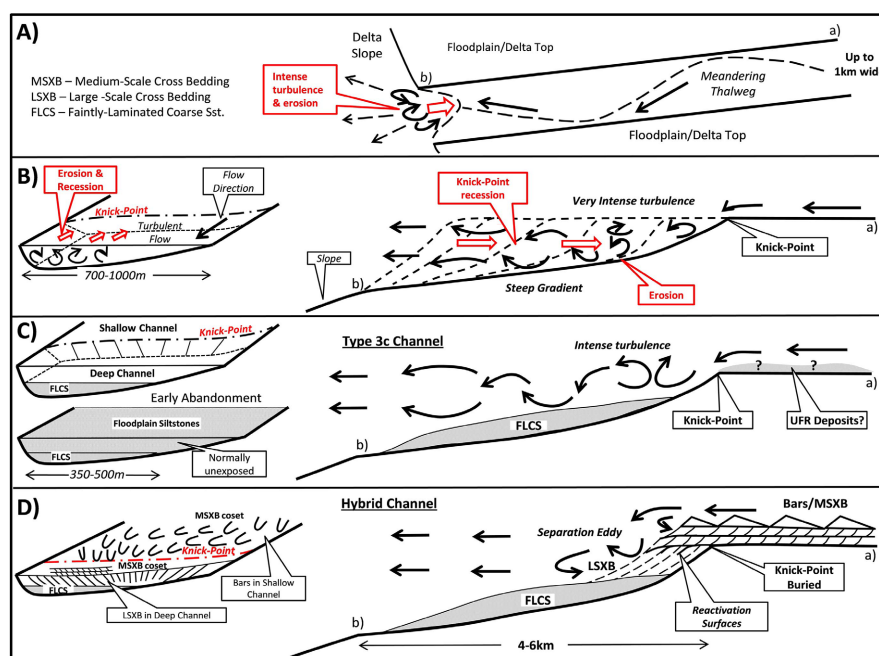 A)
MSXB – Medium-Scale Cross Bedding
LSXB – Large -Scale Cross Bedding
FLCS – Faintly-Laminated Coarse Sst.
Delta
Slope
Floodplain/Delta Top
a)
b)
Intense
turbulence
& erosion
Meandering
Thalweg
Up to
1km wide
Floodplain/Delta Top
B)
Erosion &
Recession
Flow
Direction
Knick-Point
Turbulent
Flow
700-1000m
Knick-Point
recession
Very Intense turbulence
a)
Knick-Point
Slope
b)
Steep Gradient
Erosion
C)
Shallow Channel
Knick-Point
Deep Channel
FLCS
Early Abandonment
Floodplain Siltstones
FLCS
Normally
unexposed
350-500m
Type 3c Channel
Intense turbulence
? ?
a)
Knick-Point
UFR Deposits?
FLCS
b)
D)
MSXB coset
Knick-Point
MSXB coset
FLCS
Bars in Shallow
Channel
LSXB in Deep Channel
Hybrid Channel
Bars/MSXB
Separation Eddy
LSXB
a)
Knick-Point
Buried
FLCS
Reactivation
Surfaces
b)
4-6km